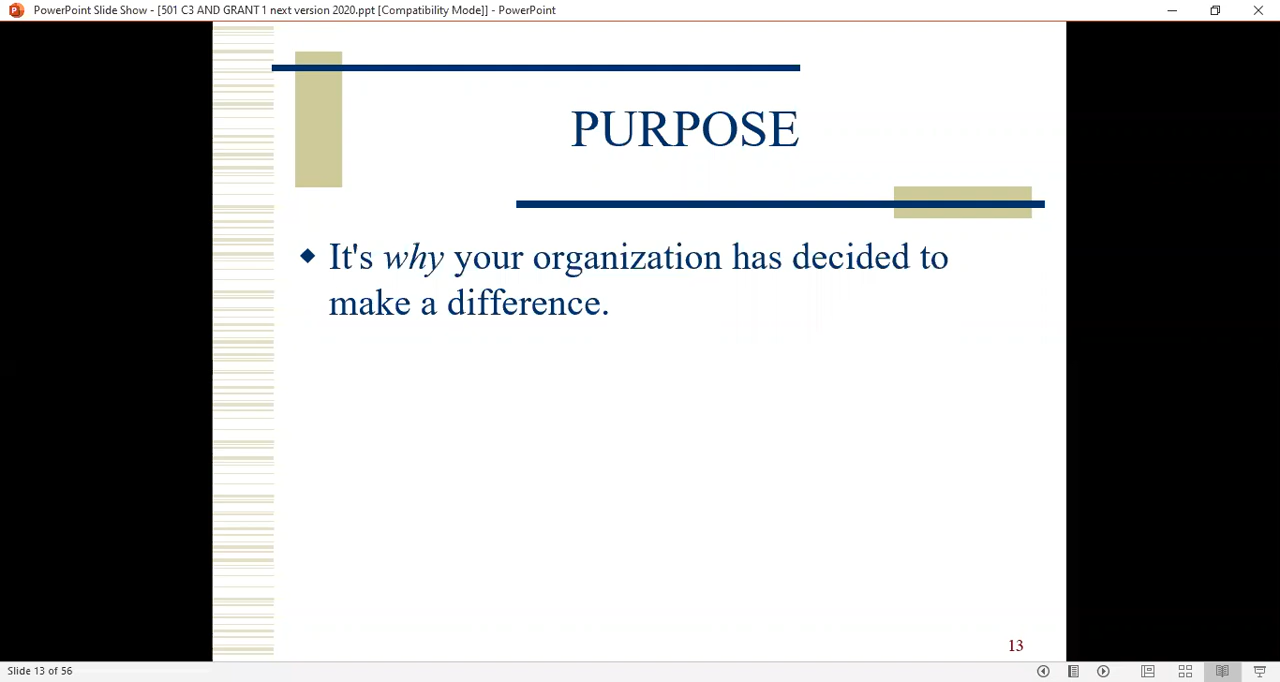 PowerPoint Slide Show - [501 C3 AND GRANT 1 next version 2020.ppt [Compatibility Mode]] - PowerPoint
PURPOSE
It's why your organization has decided to
make a difference.
13
Slide 13 of 56